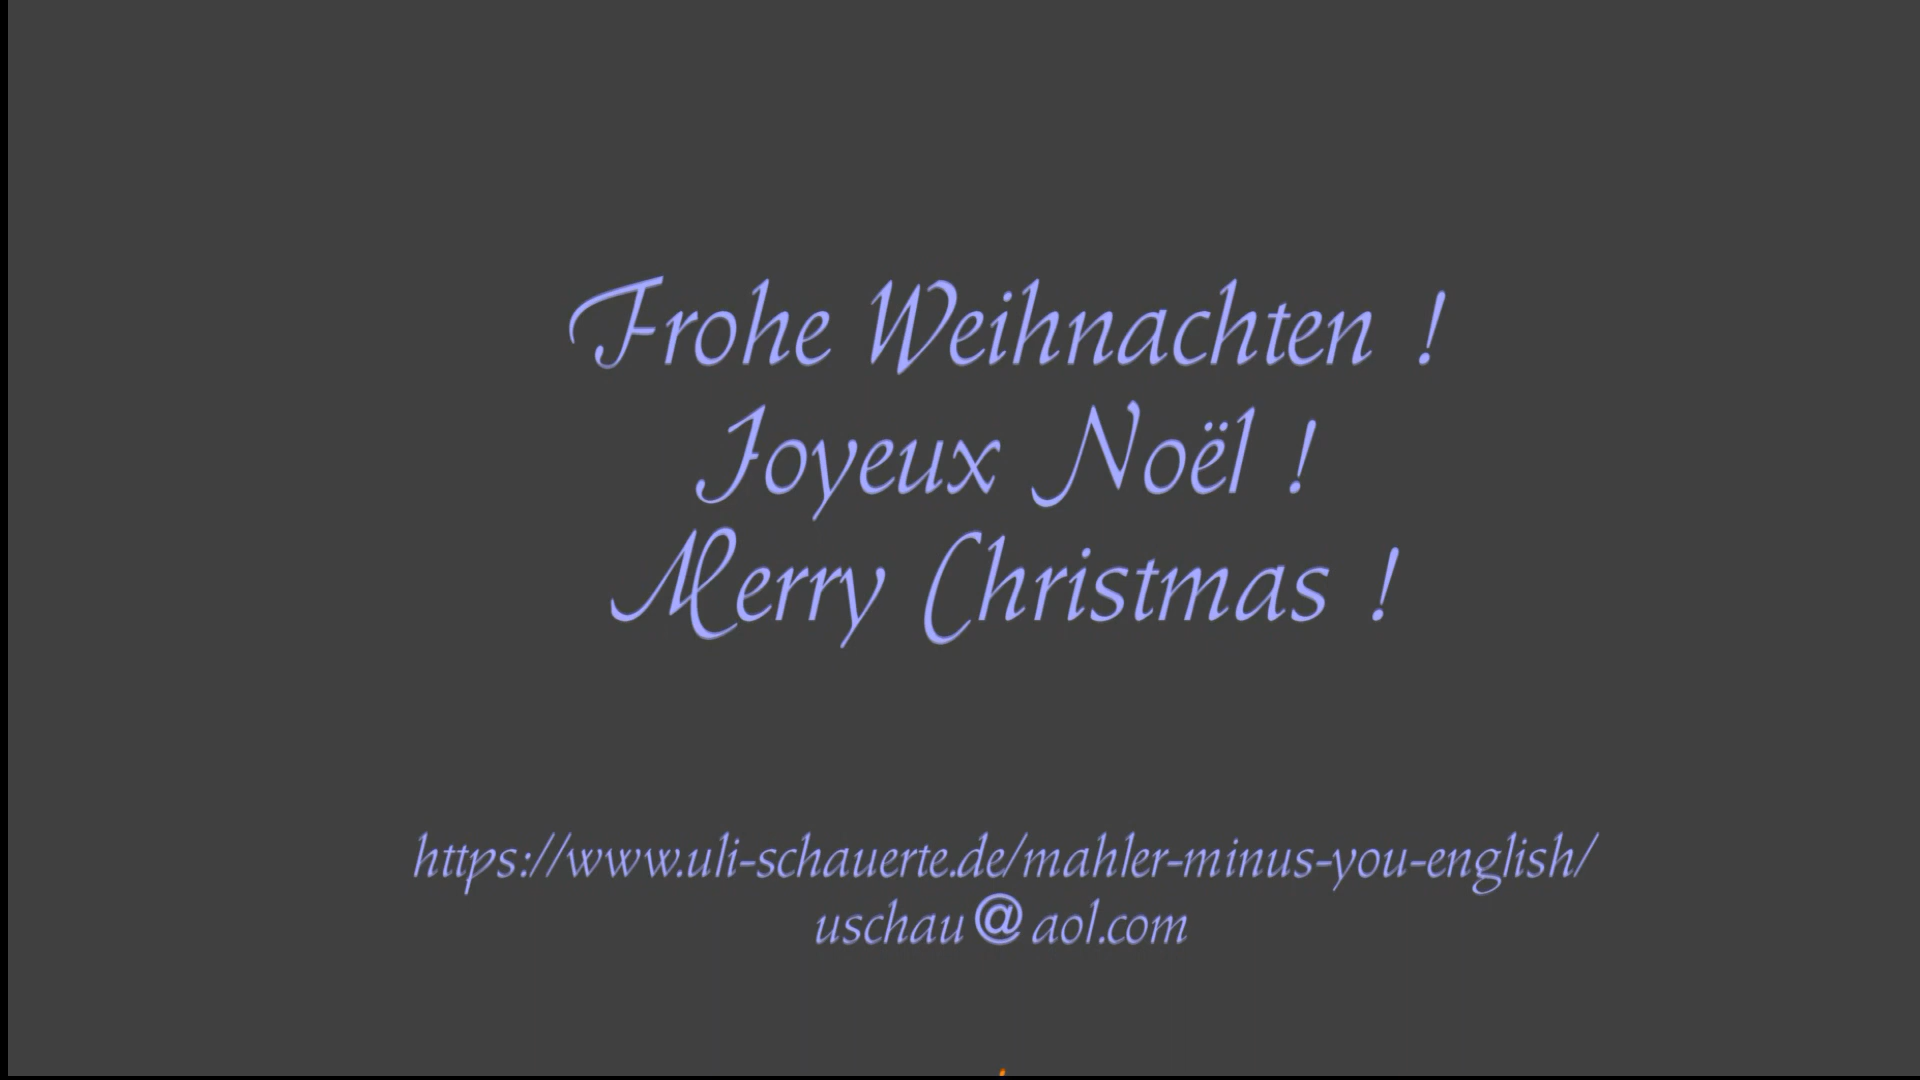 Frohe Weihnachten !
Joyeux Noël !
Merry Christmas !
https://www.uli-schauerte.de/mahler-minus-you-english/
uschau@aol.com